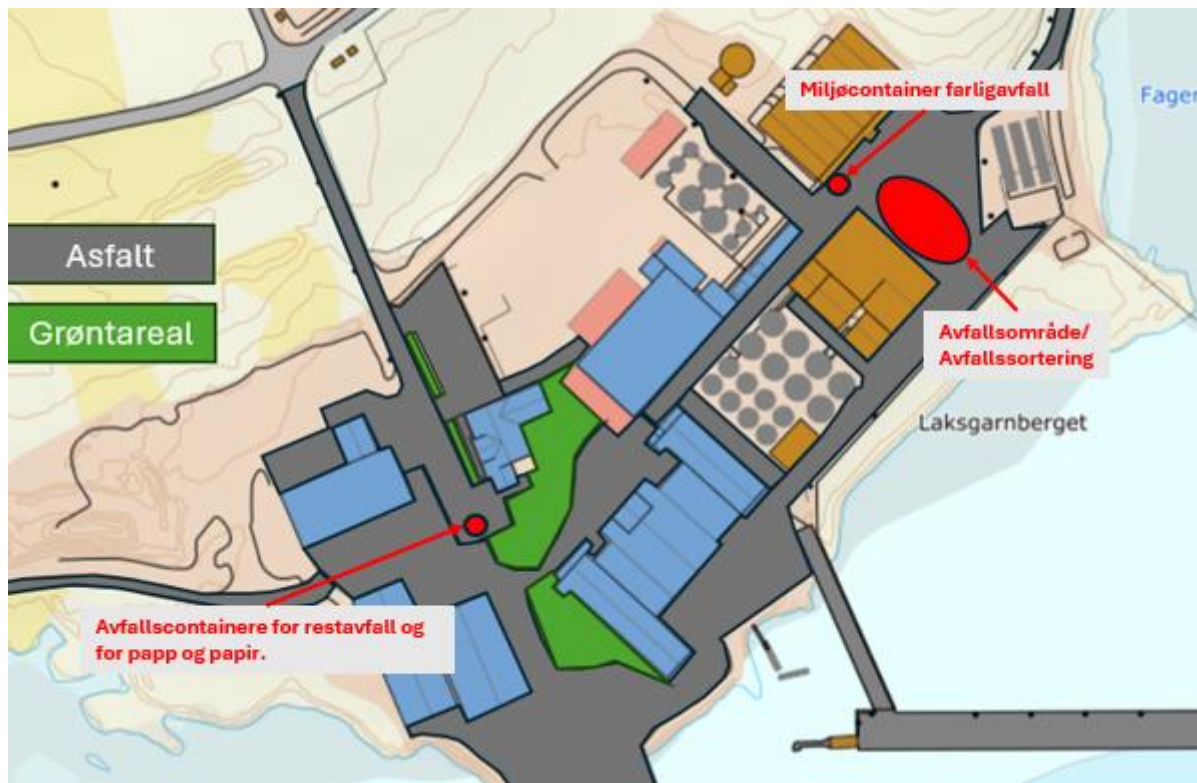 Miljøcontainer farligavfall
Fager
Asfalt
Grøntareal
Avfallsområde/
Avfallssortering
Laksgarnberget
Avfallscontainere for restavfall og
for papp og papir.